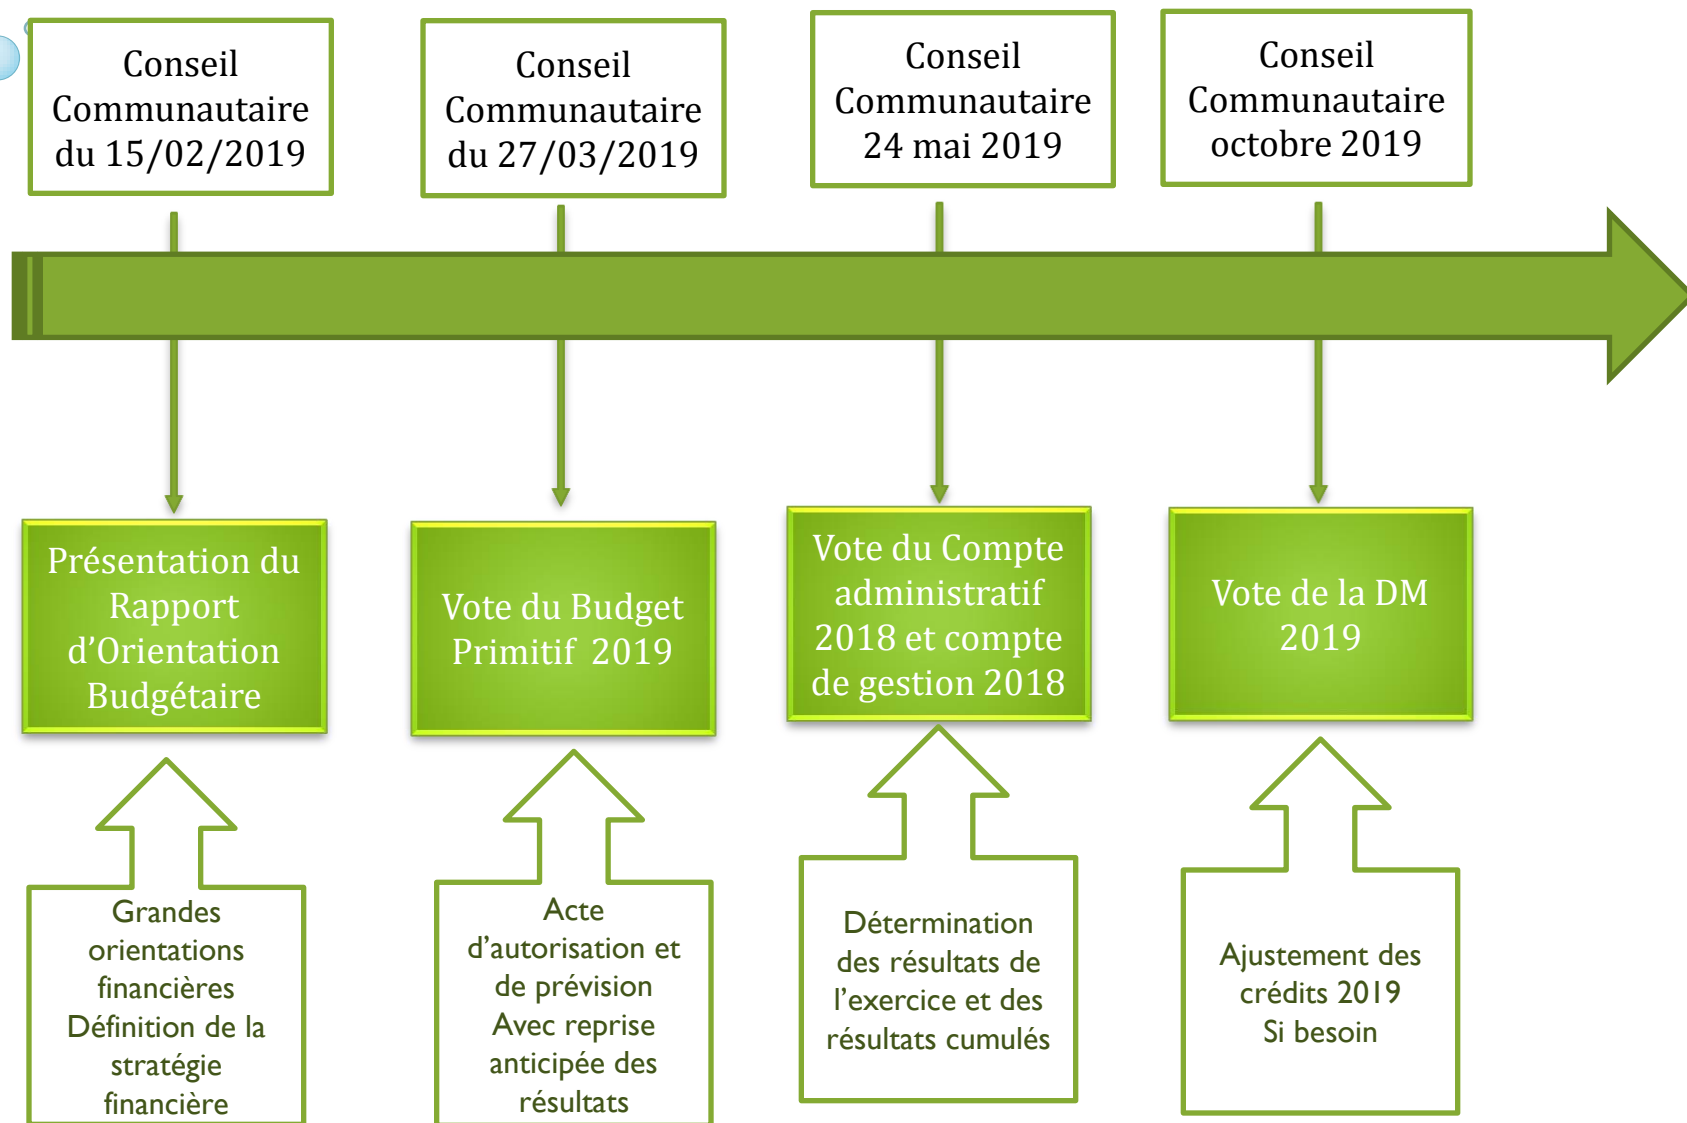 Conseil
Communautaire
du 15/02/2019
Conseil
Communautaire
du 27/03/2019
Conseil
Communautaire
24 mai 2019
Conseil
Communautaire
octobre 2019
Présentation du
Rapport
d’Orientation
Budgétaire
Vote du Budget
Primitif 2019
Vote du Compte
administratif
2018 et compte
de gestion 2018
Vote de la DM
2019
Grandes
orientations
financières
Définition de la
stratégie
financière
Acte
d’autorisation et
de prévision
Avec reprise
anticipée des
résultats
Détermination
des résultats de
l’exercice et des
résultats cumulés
Ajustement des
crédits 2019
Si besoin